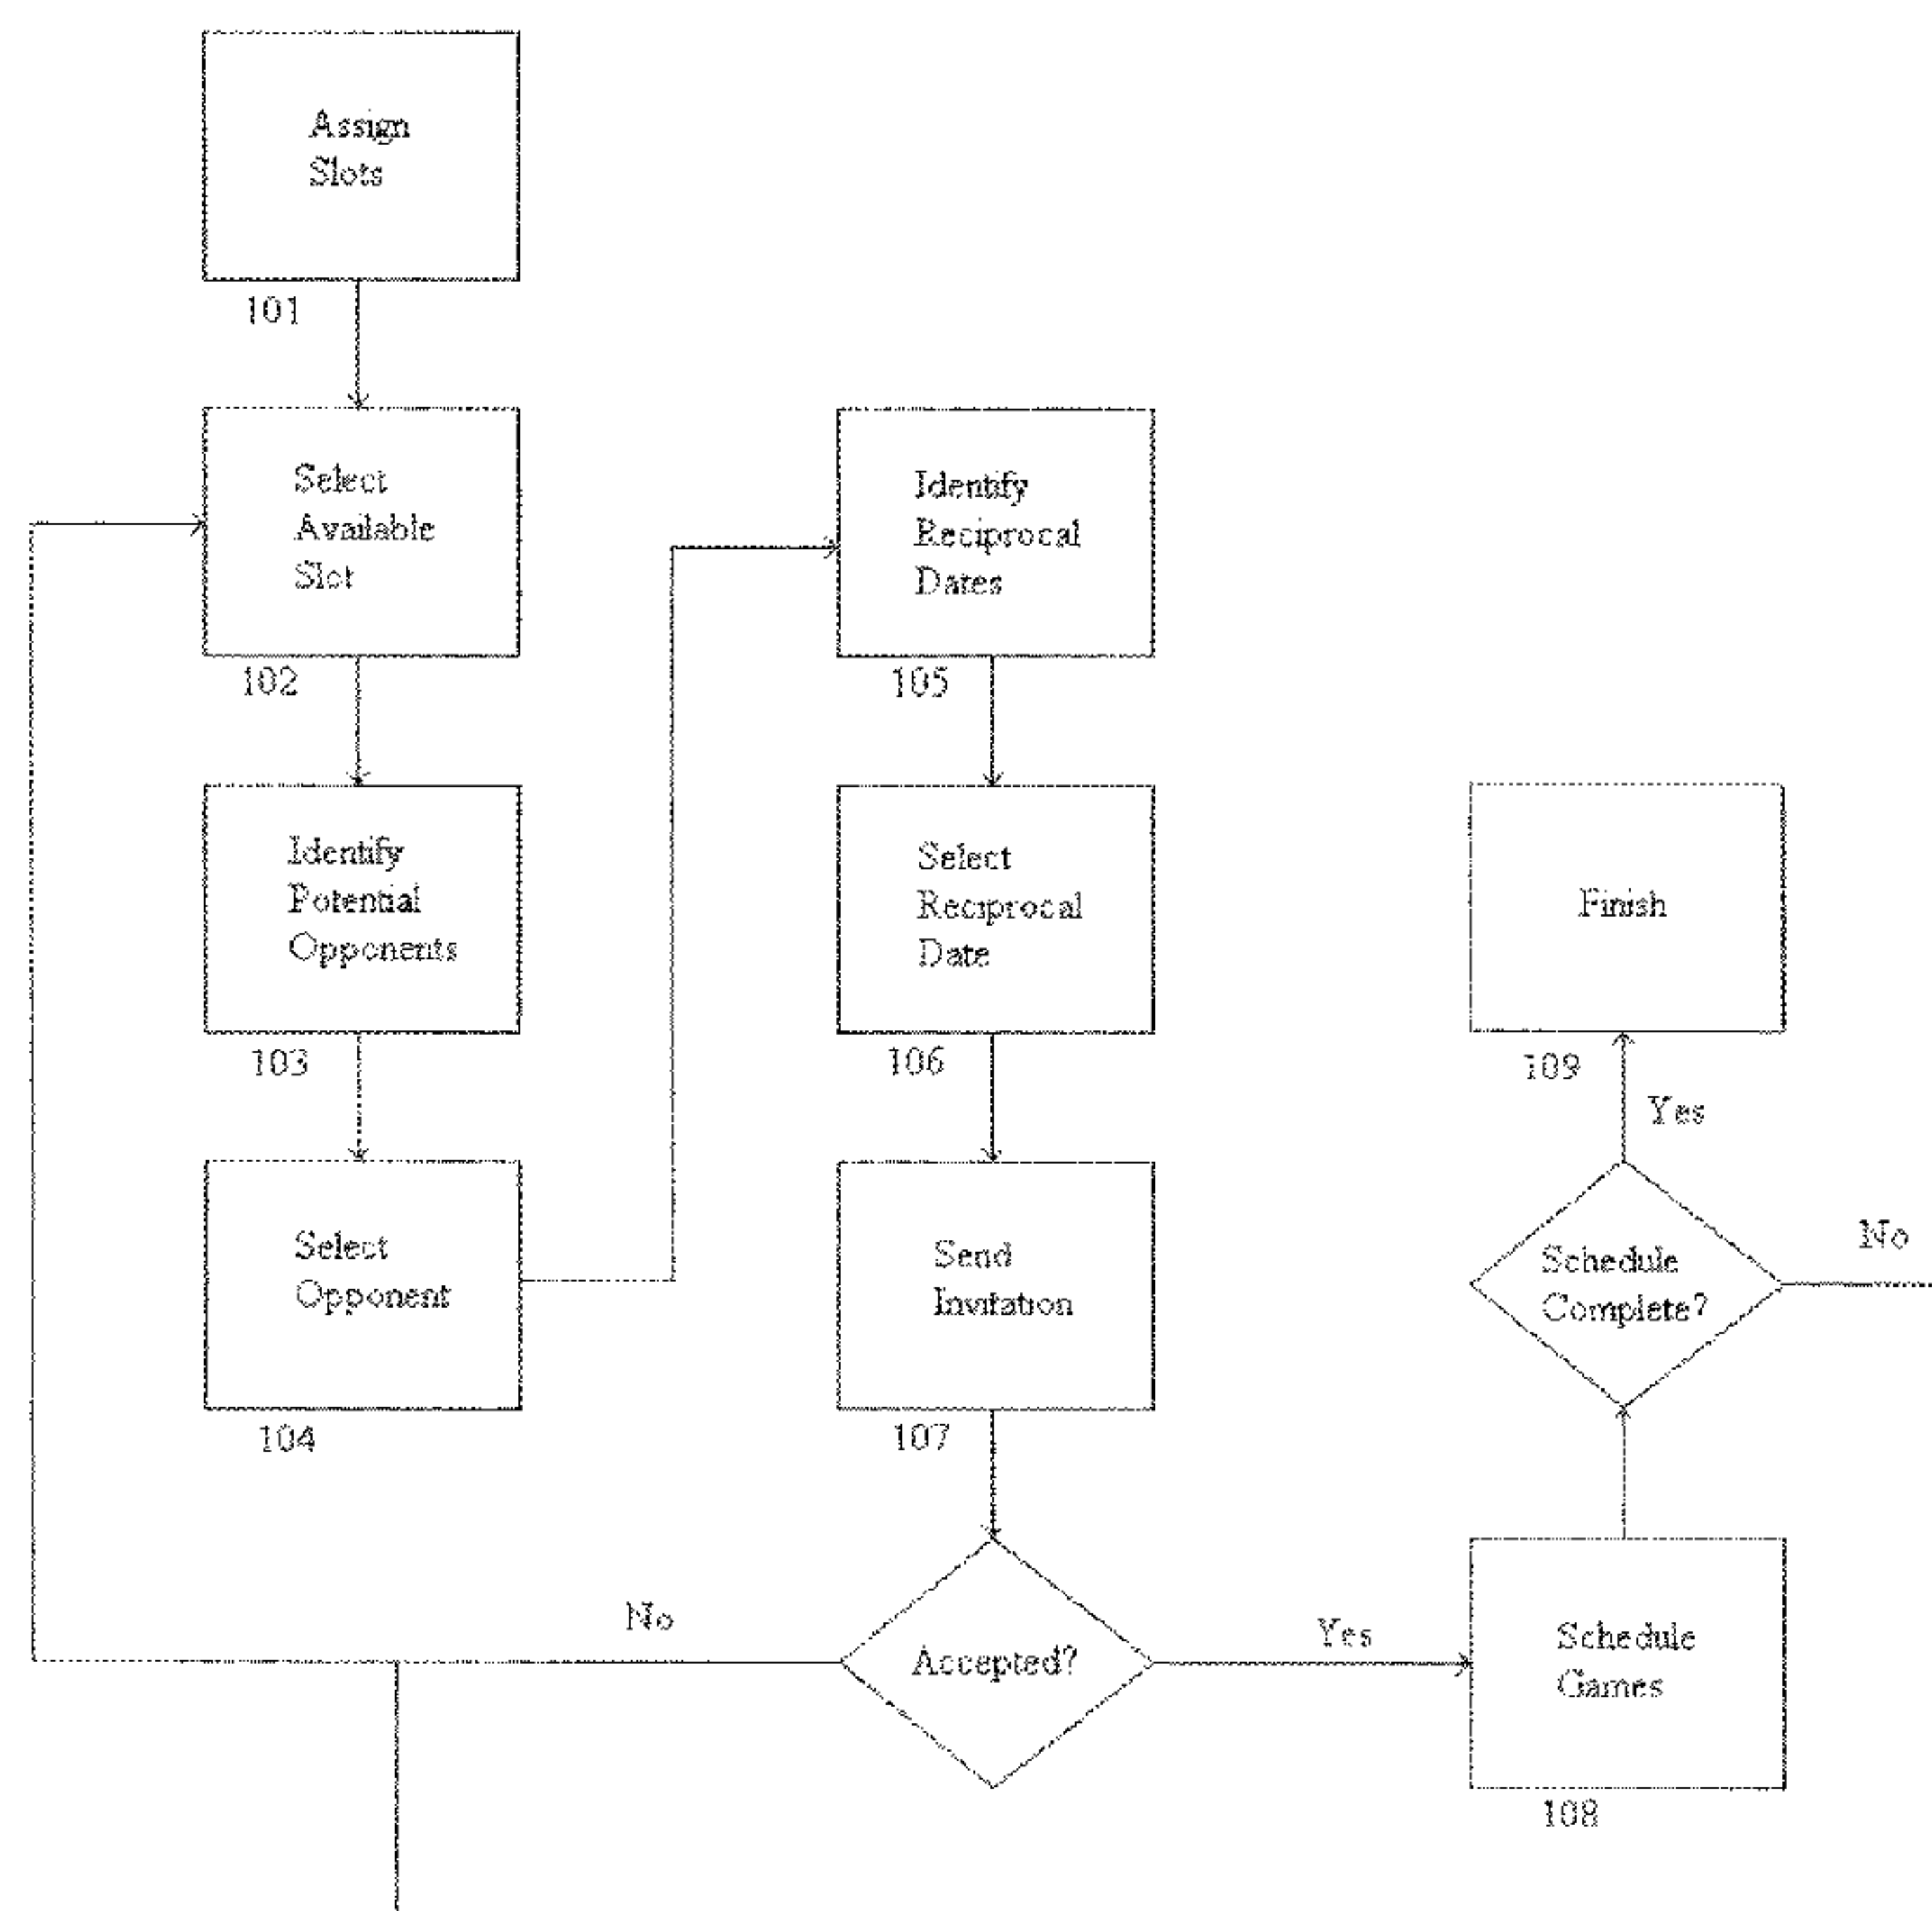 Assign
Slots
101
Select
Available
Slot
102
Identify
Potential
Opponents
103
Select
Opponent
104
Identify
Reciprocal
Dates
105
Select
Reciprocal
Date
106
Send
Invitation
107
Accepted?
No
Yes
Schedule
Games
108
Schedule
Complete?
No
Yes
Finish
109